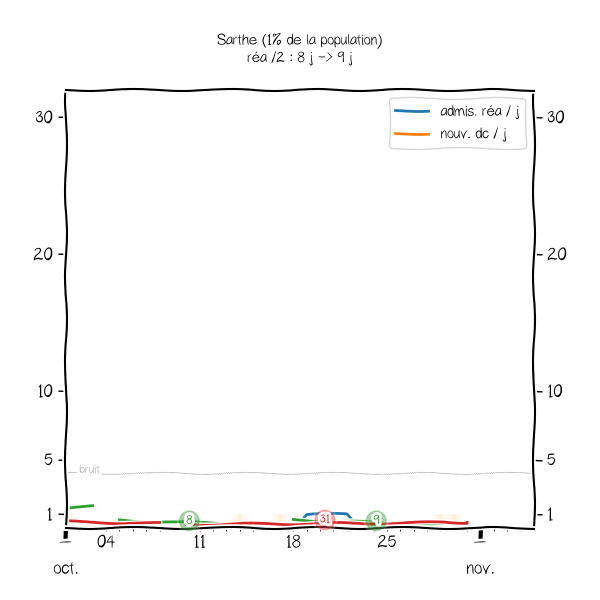 Sarthe (1% de la population)
réa /2 : 8 j -> 9 j
admis. réa / j
nouv. dc / j
30
30
20
20
10
10
5
5
bruit
1
1
8
31
9
04
11
18
25
oct.
nov.